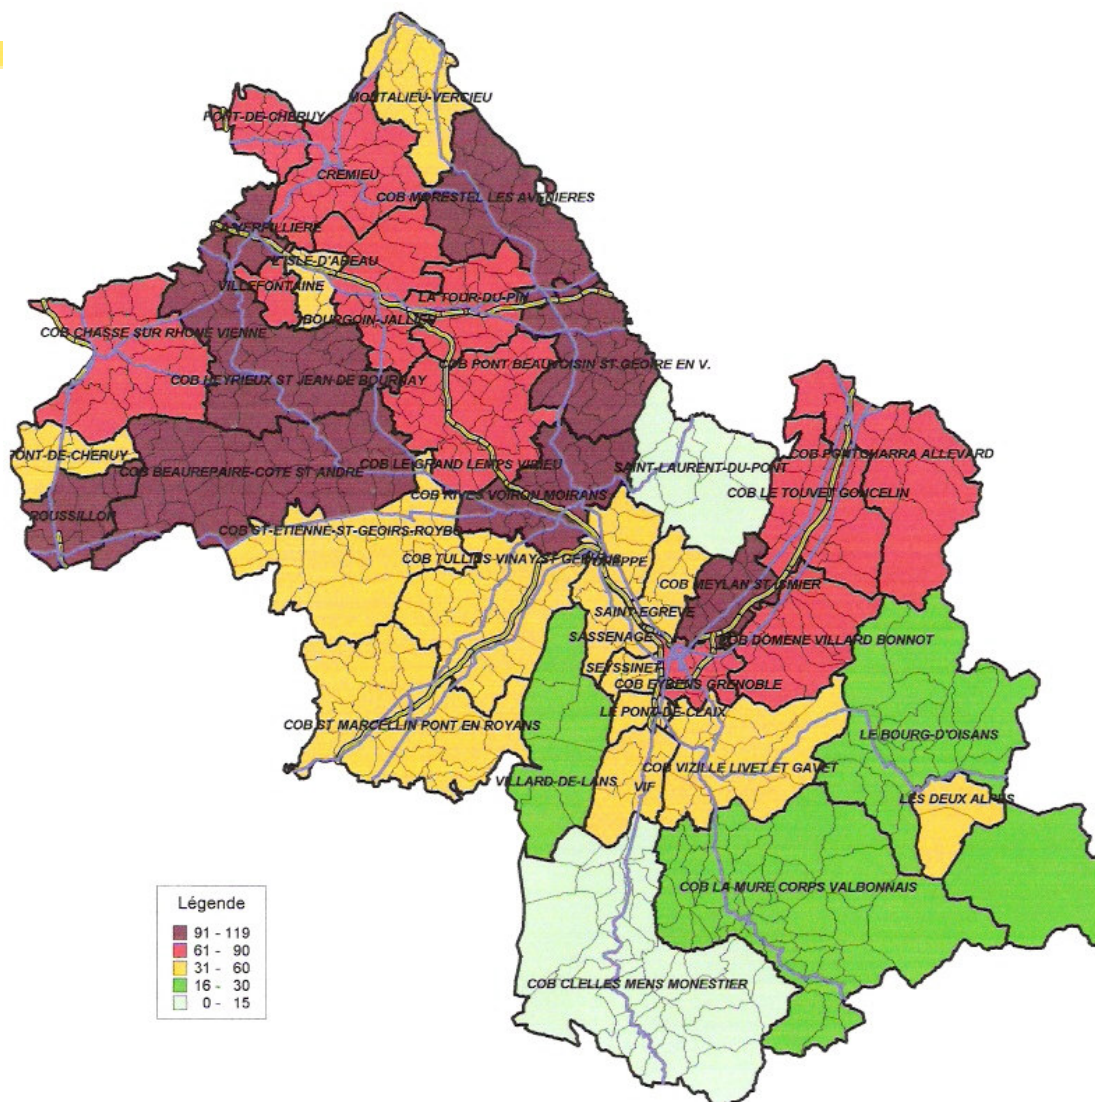 MONTALIEU-VERCIEU
PONT-DE-CHERUY
CREMIEU
COB MORESTEL LES AVENIERES
LA VERPILLIERE
L'ISLE-D'ABEAU
VILLEFONTAINE
LA TOUR-DU-PIN
BOURGOIN-JALLIEU
COB CHASSE SUR RHONE VIENNE
COB PONT BEAUVOISIN ST GEOIRE EN V.
COB HEYRIEUX ST JEAN DE BOURNAY
PONT-DE-CHERUY
COB PONTCHARRA ALLEVARD
COB LE GRAND LEMPS VIRIEU
SAINT-LAURENT-DU-PONT
COB BEAUREPAIRE-COTE ST ANDRE
COB LE TOUVET GONCELIN
COB RIVES VOIRON MOIRANS
ROUSSILLON
COB ST-ETIENNE-ST-GEOIRS-ROYBO
COB TULLINS VINAY ST GERVAIS
VOREPPE
COB MEYLAN ST ISMIER
SAINT-EGREVE
SASSENAGE
COB DOMENE VILLARD BONNOT
SEYSSINET
COB EYBENS GRENOBLE
LE PONT-DE-CLAIX
COB ST MARCELLIN PONT EN ROYANS
LE BOURG-D'OISANS
COB VIZILLE LIVET ET GAVET
VILLARD-DE-LANS
VIF
LES DEUX ALPES
COB LA MURE CORPS VALBONNAIS
COB CLELLES MENS MONESTIER
Légende
91 - 119
61 - 90
31 - 60
16 - 30
0 - 15